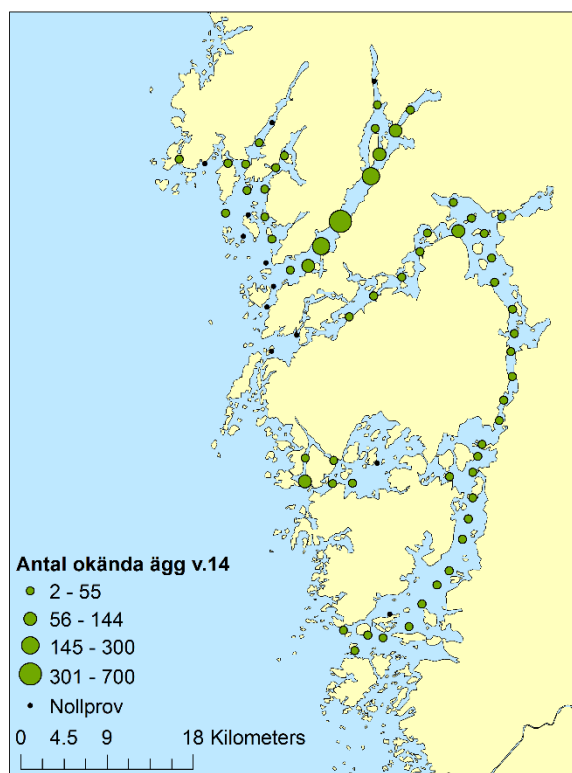 Antal okända ägg v.14
2 - 55
56 - 144
145 - 300
301 - 700
Nollprov
0 4.5 9 18 Kilometers